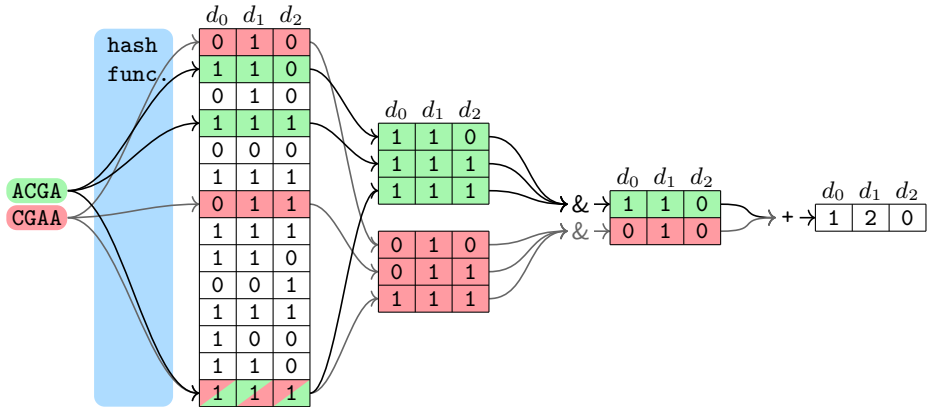 hash
func.
ACGA
CGAA
d0 d1 d2
0 1 0
1 1 0
0 1 0
1 1 1
0 0 0
1 1 1
0 1 1
1 1 1
1 1 0
0 0 1
1 1 1
1 0 0
1 1 0
1 1 1
d0 d1 d2
1 1 0
1 1 1
1 1 1
0 1 0
0 1 1
1 1 1
&
&
d0 d1 d2
1 1 0
0 1 0
+
d0 d1 d2
1 2 0